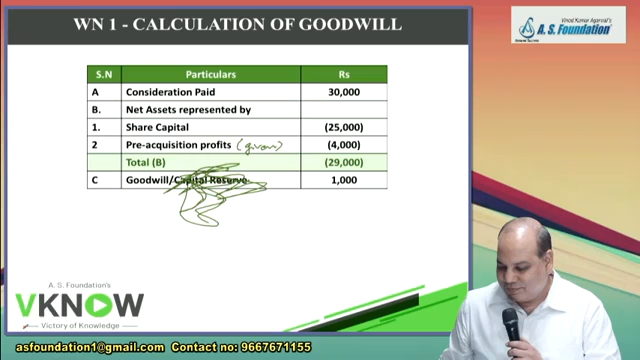 WN 1 - CALCULATION OF GOODWILL
Vinod Kumar Agarwal's
A. S. Foundation
S.N Particulars Rs
A Consideration Paid 30,000
B. Net Assets represented by
1. Share Capital (25,000)
2 Pre-acquisition profits (given) (4,000)
Total (B) (29,000)
C Goodwill/Capital Reserve 1,000
A. S. Foundation's
VKNOW
Victory of Knowledge
asfoundation1@gmail.com Contact no: 9667671155